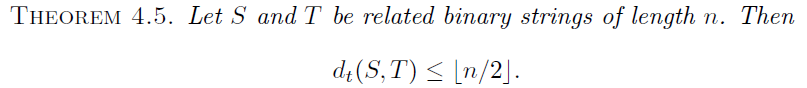 THEOREM 4.5. Let S and T be related binary strings of length n. Then
dₜ(S, T) ≤ ⌊n/2⌋.